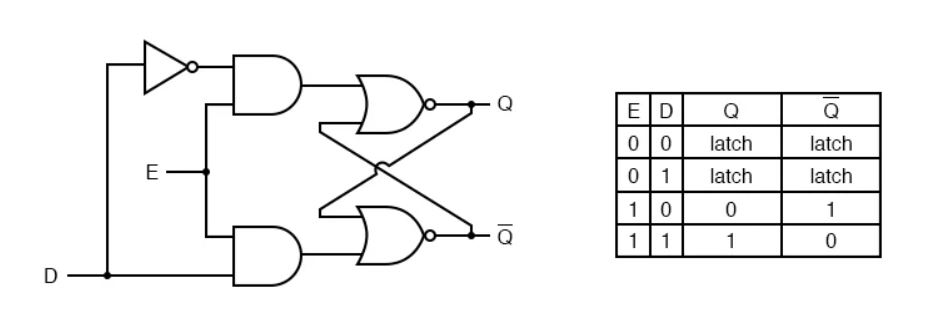 Q
E
Q̅
D
E D Q Q̅
0 0 latch latch
0 1 latch latch
1 0 0 1
1 1 1 0